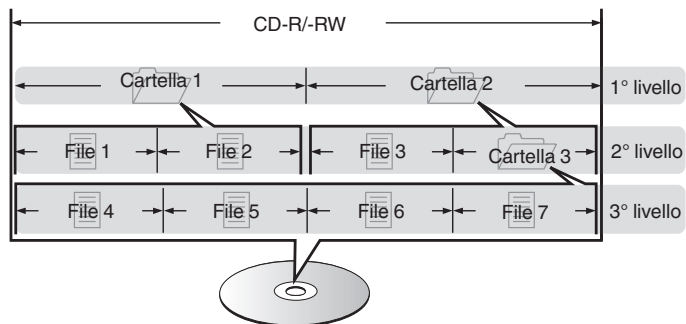 CD-R/-RW
Cartella 1 Cartella 2 1° livello
File 1 File 2 File 3 Cartella 3 2° livello
File 4 File 5 File 6 File 7 3° livello